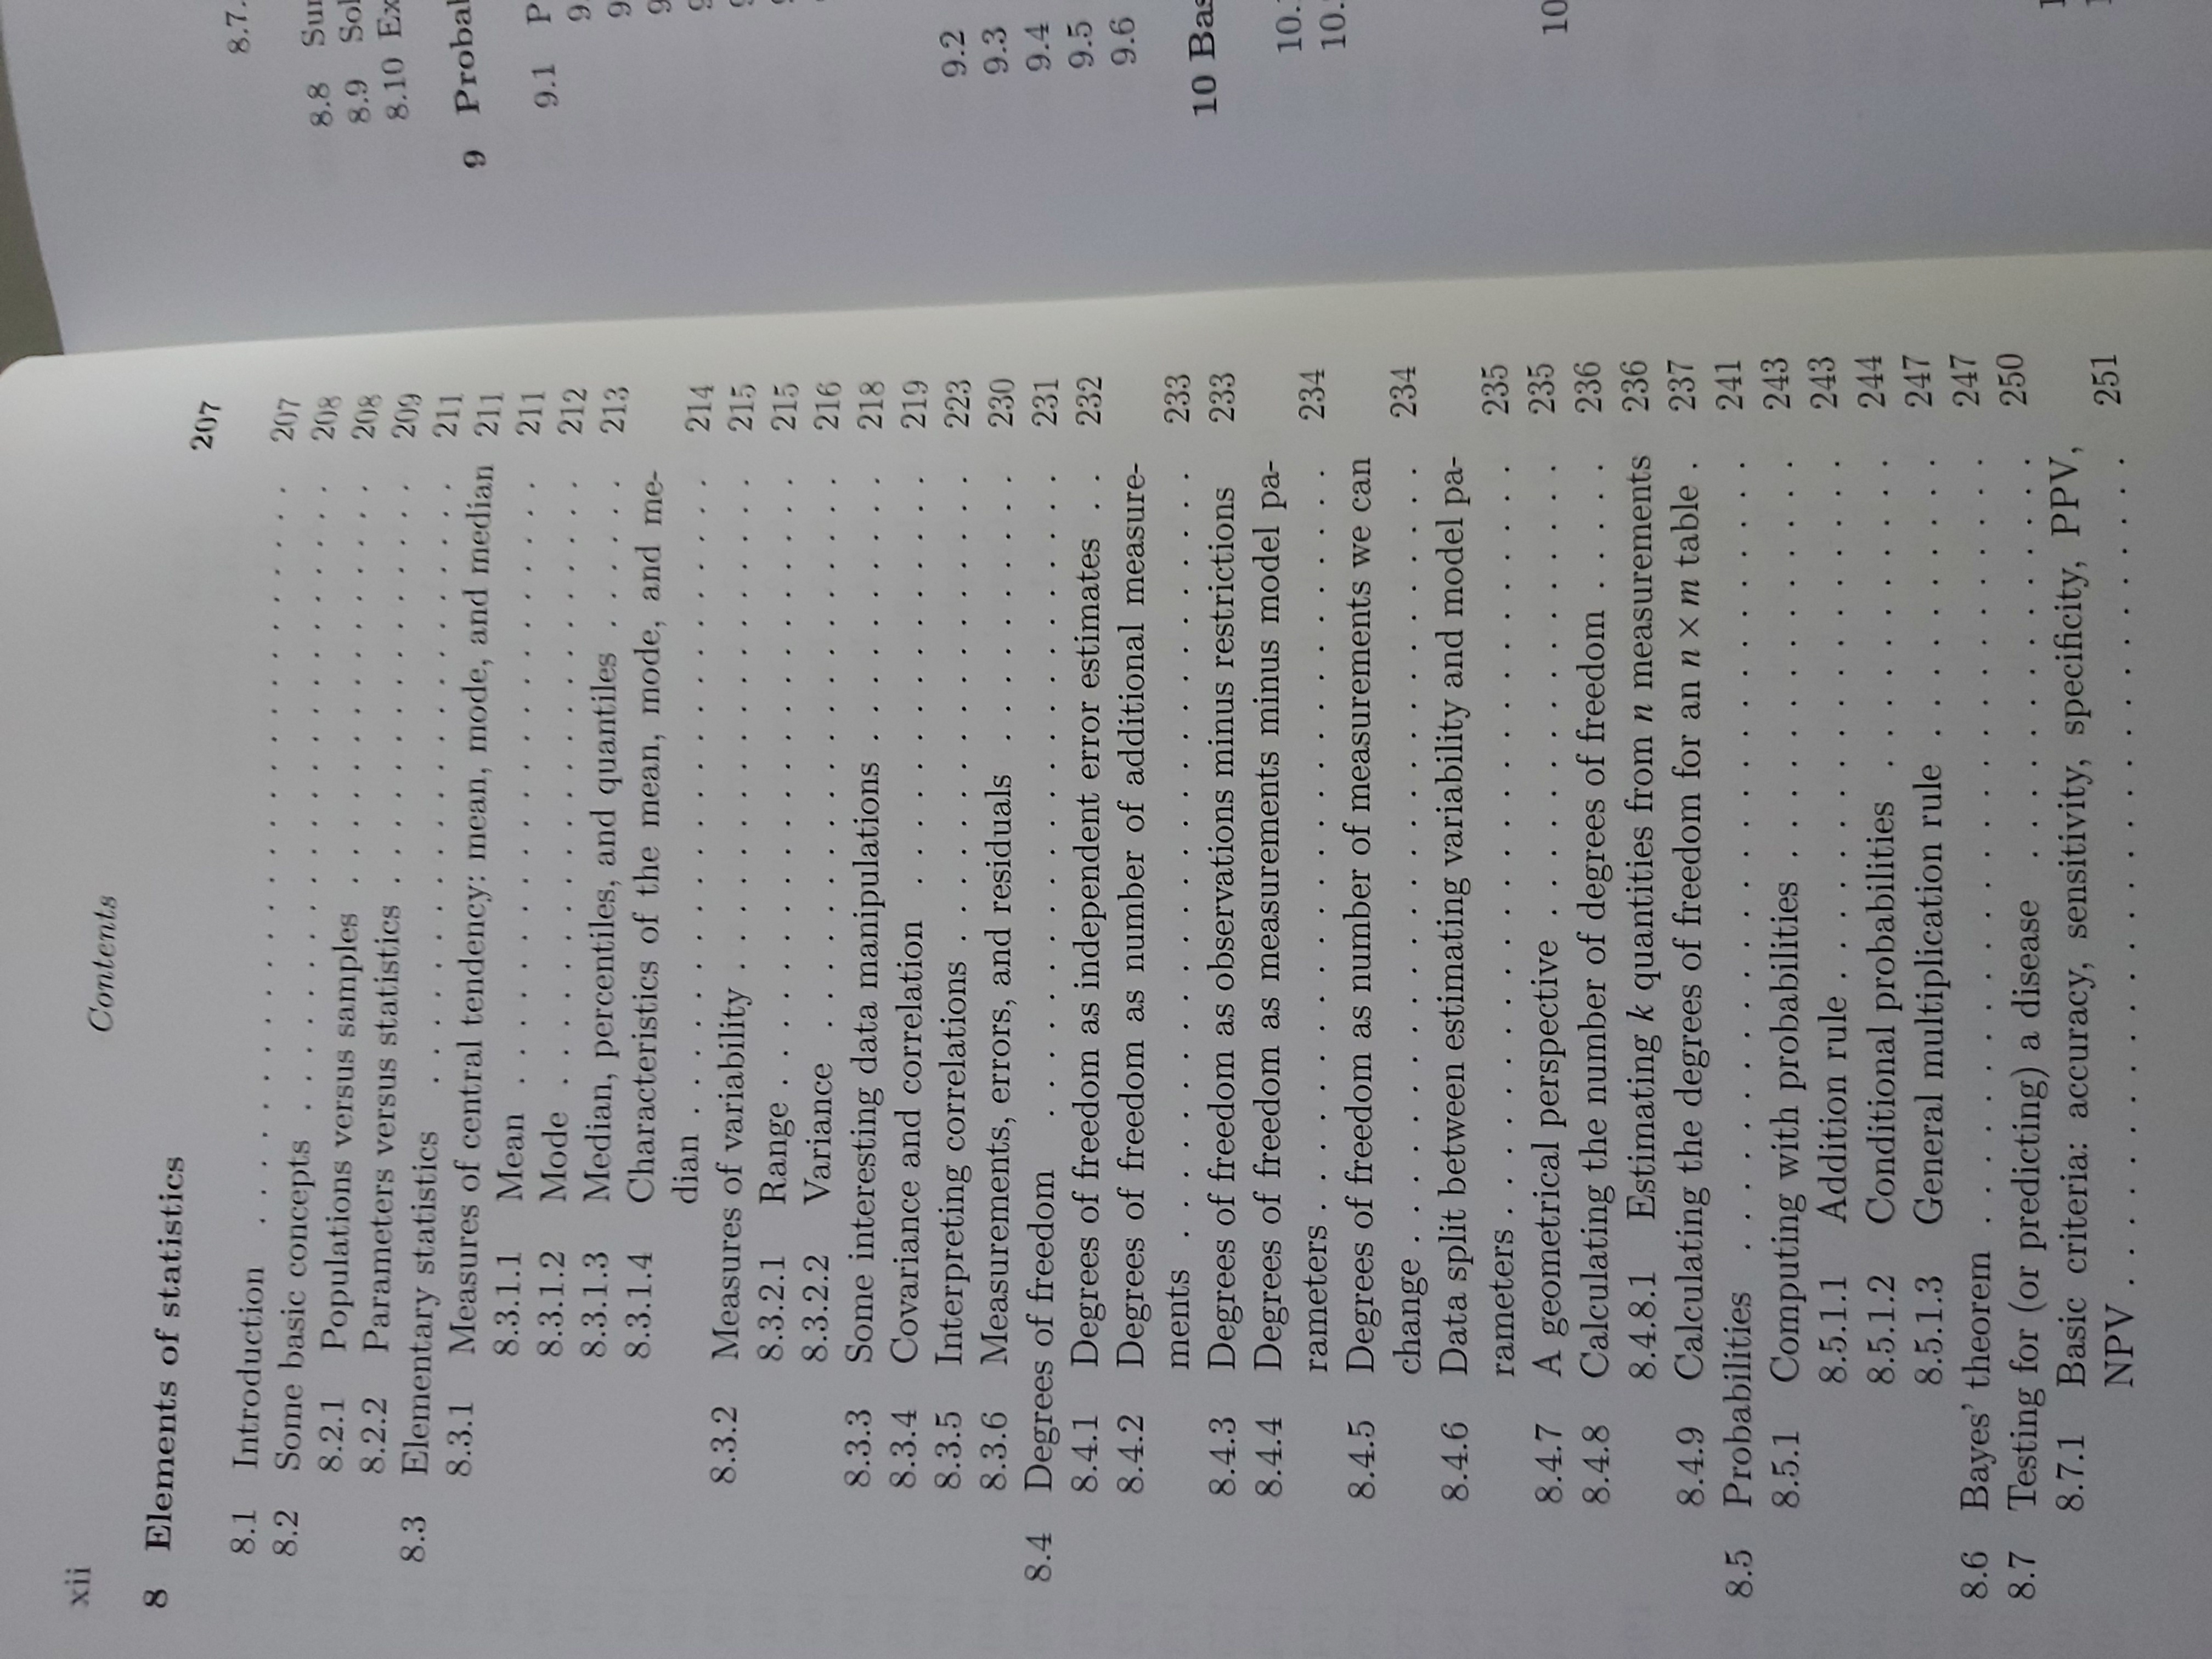 xii
Contents
8 Elements of statistics 207
8.1 Introduction . . . . . . . . . . . . . . . . . . . . . . . . . . 207
8.2 Some basic concepts . . . . . . . . . . . . . . . . . . . . . . 208
8.2.1 Populations versus samples . . . . . . . . . . . . . . . 208
8.2.2 Parameters versus statistics . . . . . . . . . . . . . . . 209
8.3 Elementary statistics . . . . . . . . . . . . . . . . . . . . . . 211
8.3.1 Measures of central tendency: mean, mode, and median 211
8.3.1.1 Mean . . . . . . . . . . . . . . . . . . . . . . 211
8.3.1.2 Mode . . . . . . . . . . . . . . . . . . . . . . 212
8.3.1.3 Median, percentiles, and quantiles . . . . . . 213
8.3.1.4 Characteristics of the mean, mode, and me-
dian . . . . . . . . . . . . . . . . . . . . . . . 214
8.3.2 Measures of variability . . . . . . . . . . . . . . . . . . 215
8.3.2.1 Range . . . . . . . . . . . . . . . . . . . . . . 215
8.3.2.2 Variance . . . . . . . . . . . . . . . . . . . . 216
8.3.3 Some interesting data manipulations . . . . . . . . . . 218
8.3.4 Covariance and correlation . . . . . . . . . . . . . . . 219
8.3.5 Interpreting correlations . . . . . . . . . . . . . . . . . 223
8.3.6 Measurements, errors, and residuals . . . . . . . . . . 230
8.4 Degrees of freedom . . . . . . . . . . . . . . . . . . . . . . . 231
8.4.1 Degrees of freedom as independent error estimates . . 232
8.4.2 Degrees of freedom as number of additional measure-
ments . . . . . . . . . . . . . . . . . . . . . . . . . . . 233
8.4.3 Degrees of freedom as observations minus restrictions 233
8.4.4 Degrees of freedom as measurements minus model pa-
rameters . . . . . . . . . . . . . . . . . . . . . . . . . . 234
8.4.5 Degrees of freedom as number of measurements we can
change . . . . . . . . . . . . . . . . . . . . . . . . . . . 234
8.4.6 Data split between estimating variability and model pa-
rameters . . . . . . . . . . . . . . . . . . . . . . . . . . 235
8.4.7 A geometrical perspective . . . . . . . . . . . . . . . . 235
8.4.8 Calculating the number of degrees of freedom . . . . . 236
8.4.8.1 Estimating k quantities from n measurements 236
8.4.9 Calculating the degrees of freedom for an n × m table . 237
8.5 Probabilities . . . . . . . . . . . . . . . . . . . . . . . . . . . 241
8.5.1 Computing with probabilities . . . . . . . . . . . . . . 243
8.5.1.1 Addition rule . . . . . . . . . . . . . . . . . . 243
8.5.1.2 Conditional probabilities . . . . . . . . . . . 244
8.5.1.3 General multiplication rule . . . . . . . . . . 247
8.6 Bayes’ theorem . . . . . . . . . . . . . . . . . . . . . . . . . . 247
8.7 Testing for (or predicting) a disease . . . . . . . . . . . . . . 250
8.7.1 Basic criteria: accuracy, sensitivity, specificity, PPV,
NPV . . . . . . . . . . . . . . . . . . . . . . . . . . . . 251
8.7.
8.8
8.9
8.10
9
9.1
9.2
9.3
9.4
9.5
9.6
10
10.
10.
10